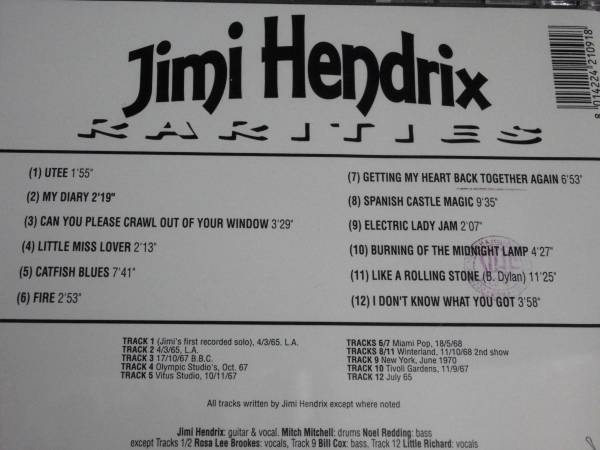 Jimi Hendrix
RARITIES
8 014224 210918
(1) UTEE 1'55"
(2) MY DIARY 2'19"
(3) CAN YOU PLEASE CRAWL OUT OF YOUR WINDOW 3'29"
(4) LITTLE MISS LOVER 2'13"
(5) CATFISH BLUES 7'41"
(6) FIRE 2'53"
(7) GETTING MY HEART BACK TOGETHER AGAIN 6'53"
(8) SPANISH CASTLE MAGIC 9'35"
(9) ELECTRIC LADY JAM 2'07"
(10) BURNING OF THE MIDNIGHT LAMP 4'27"
(11) LIKE A ROLLING STONE (B. Dylan) 11'25"
(12) I DON'T KNOW WHAT YOU GOT 3'58"
TRACK 1 (Jimi's first recorded solo), 4/3/65. L.A.
TRACK 2 4/3/65, L.A.
TRACK 3 17/10/67 B.B.C.
TRACK 4 Olympic Studio's, Oct. 67
TRACK 5 Vifus Studio, 10/11/67
TRACKS 6/7 Miami Pop, 18/5/68
TRACKS 8/11 Winterland, 11/10/68 2nd show
TRACK 9 New York, June 1970
TRACK 10 Tivoli Gardens, 11/9/67
TRACK 12 July 65
All tracks written by Jimi Hendrix except where noted
Jimi Hendrix: guitar & vocal. Mitch Mitchell: drums Noel Redding: bass
except Tracks 1/2 Rosa Lee Brookes: vocals, Track 9 Bill Cox: bass, Track 12 Little Richard: vocals